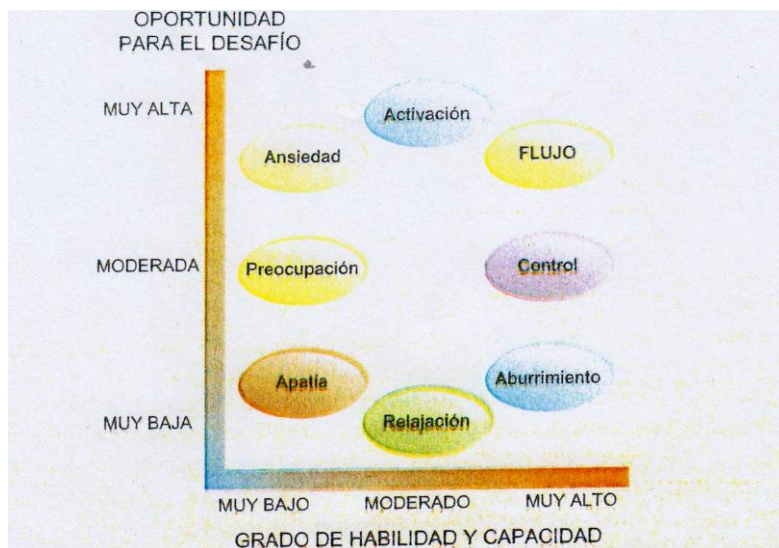 OPORTUNIDAD
PARA EL DESAFÍO
MUY ALTA
Activación
Ansiedad
FLUJO
MODERADA
Preocupación
Control
Apatía
Aburrimiento
MUY BAJA
Relajación
MUY BAJO
MODERADO
MUY ALTO
GRADO DE HABILIDAD Y CAPACIDAD